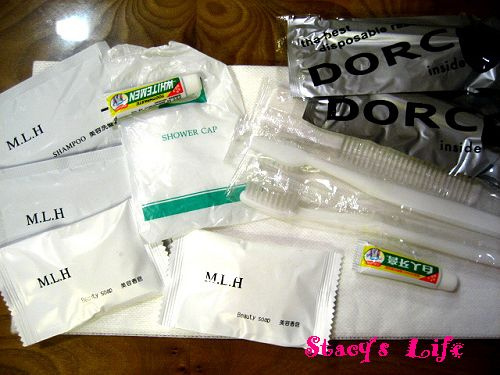 the best
disposable
DORC
inside
DORC
inside
M.L.H
SHAMPOO
WHITEMEN
SHOWER CAP
M.L.H
M.L.H
Beauty soap 美容香皂
M.L.H
Beauty soap 美容香皂
白人牙膏
Stacy's Life